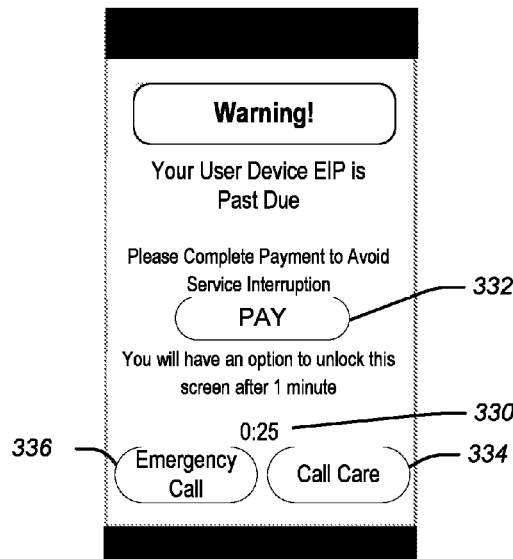 Warning!
Your User Device EIP is
Past Due
Please Complete Payment to Avoid
Service Interruption
PAY
332
You will have an option to unlock this
screen after 1 minute
0:25
330
336
Emergency
Call
Call Care
334